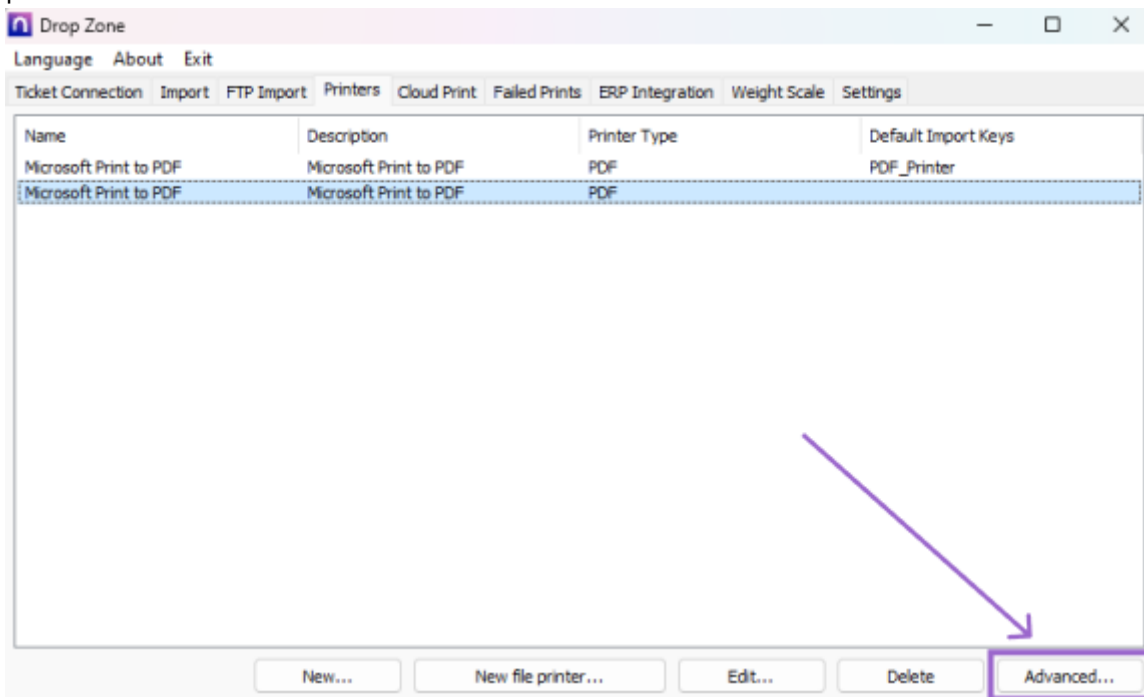 Drop Zone
Language About Exit
Ticket Connection Import FTP Import Printers Cloud Print Failed Prints ERP Integration Weight Scale Settings
Name Description Printer Type Default Import Keys
Microsoft Print to PDF Microsoft Print to PDF PDF PDF_Printer
Microsoft Print to PDF Microsoft Print to PDF PDF
New... New file printer... Edit... Delete Advanced...